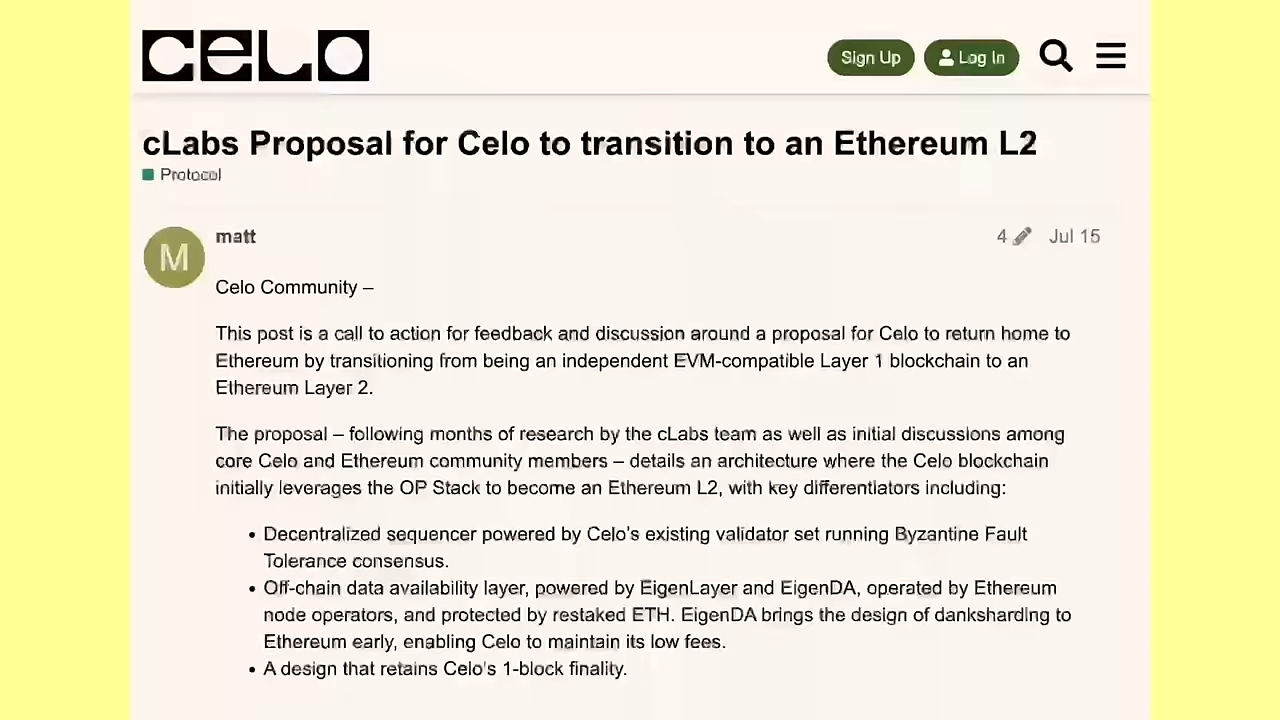 CELO
Sign Up
Log In
cLabs Proposal for Celo to transition to an Ethereum L2
Protocol
M
matt
4
Jul 15
Celo Community –
This post is a call to action for feedback and discussion around a proposal for Celo to return home to
Ethereum by transitioning from being an independent EVM-compatible Layer 1 blockchain to an
Ethereum Layer 2.
The proposal – following months of research by the cLabs team as well as initial discussions among
core Celo and Ethereum community members – details an architecture where the Celo blockchain
initially leverages the OP Stack to become an Ethereum L2, with key differentiators including:
• Decentralized sequencer powered by Celo's existing validator set running Byzantine Fault
Tolerance consensus.
• Off-chain data availability layer, powered by EigenLayer and EigenDA, operated by Ethereum
node operators, and protected by restaked ETH. EigenDA brings the design of danksharding to
Ethereum early, enabling Celo to maintain its low fees.
• A design that retains Celo's 1-block finality.